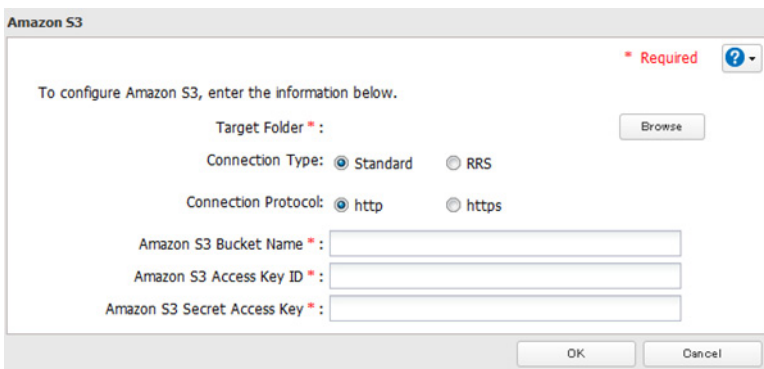 Amazon S3
* Required
?
To configure Amazon S3, enter the information below.
Target Folder * : Browse
Connection Type: Standard RRS
Connection Protocol: http https
Amazon S3 Bucket Name * :
Amazon S3 Access Key ID * :
Amazon S3 Secret Access Key * :
OK Cancel